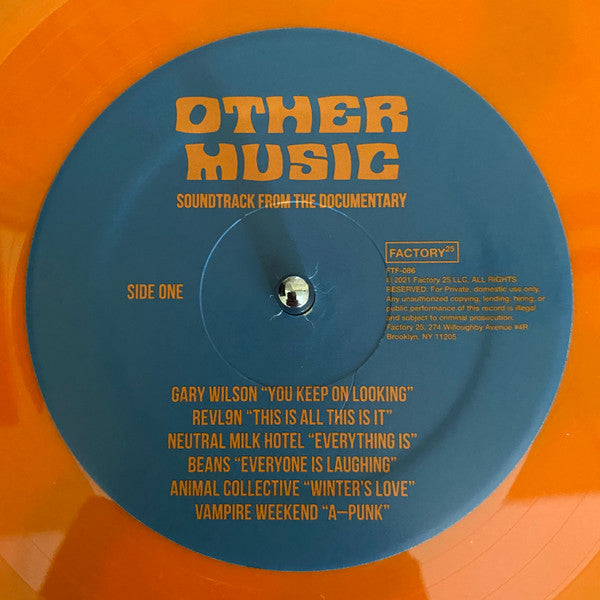 OTHER
MUSIC
SOUNDTRACK FROM THE DOCUMENTARY
SIDE ONE
FACTORY25
FTF-086
© 2021 Factory 25 LLC. ALL RIGHTS
RESERVED. For Private, domestic use only.
Any unauthorized copying, lending, hiring, or
public performance of this record is illegal
and subject to criminal prosecution.
Factory 25, 274 Willoughby Avenue #4R
Brooklyn, NY 11205
GARY WILSON “YOU KEEP ON LOOKING”
REVL9N “THIS IS ALL THIS IS IT”
NEUTRAL MILK HOTEL “EVERYTHING IS”
BEANS “EVERYONE IS LAUGHING”
ANIMAL COLLECTIVE “WINTER'S LOVE”
VAMPIRE WEEKEND “A–PUNK”